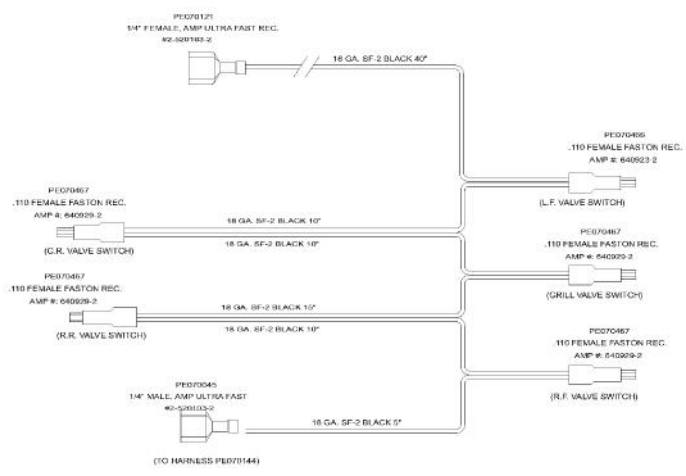 PE070121
1/4" FEMALE, AMP ULTRA FAST REC.
#2-520183-2
18 GA. SF-2 BLACK 40"
PE070466
.110 FEMALE FASTON REC.
AMP #: 640923-2
(L.F. VALVE SWITCH)
PE070467
.110 FEMALE FASTON REC.
AMP #: 640929-2
(C.R. VALVE SWITCH)
18 GA. SF-2 BLACK 10"
18 GA. SF-2 BLACK 10"
PE070467
.110 FEMALE FASTON REC.
AMP #: 640929-2
(GRILL VALVE SWITCH)
PE070467
.110 FEMALE FASTON REC.
AMP #: 640929-2
(R.R. VALVE SWITCH)
18 GA. SF-2 BLACK 15"
18 GA. SF-2 BLACK 10"
PE070467
.110 FEMALE FASTON REC.
AMP #: 640929-2
(R.F. VALVE SWITCH)
PE070045
1/4" MALE, AMP ULTRA FAST
#2-520103-2
18 GA. SF-2 BLACK 5"
(TO HARNESS PE070144)